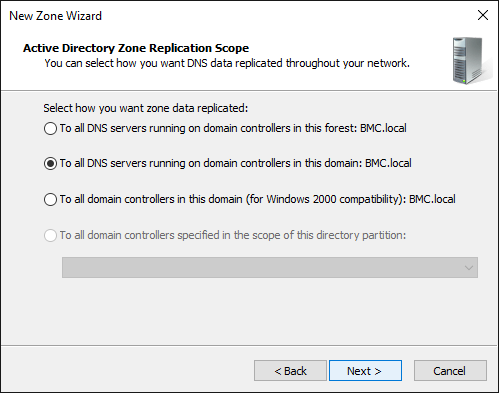 New Zone Wizard
Active Directory Zone Replication Scope
You can select how you want DNS data replicated throughout your network.
Select how you want zone data replicated:
To all DNS servers running on domain controllers in this forest: BMC.local
To all DNS servers running on domain controllers in this domain: BMC.local
To all domain controllers in this domain (for Windows 2000 compatibility): BMC.local
To all domain controllers specified in the scope of this directory partition:
< Back Next > Cancel